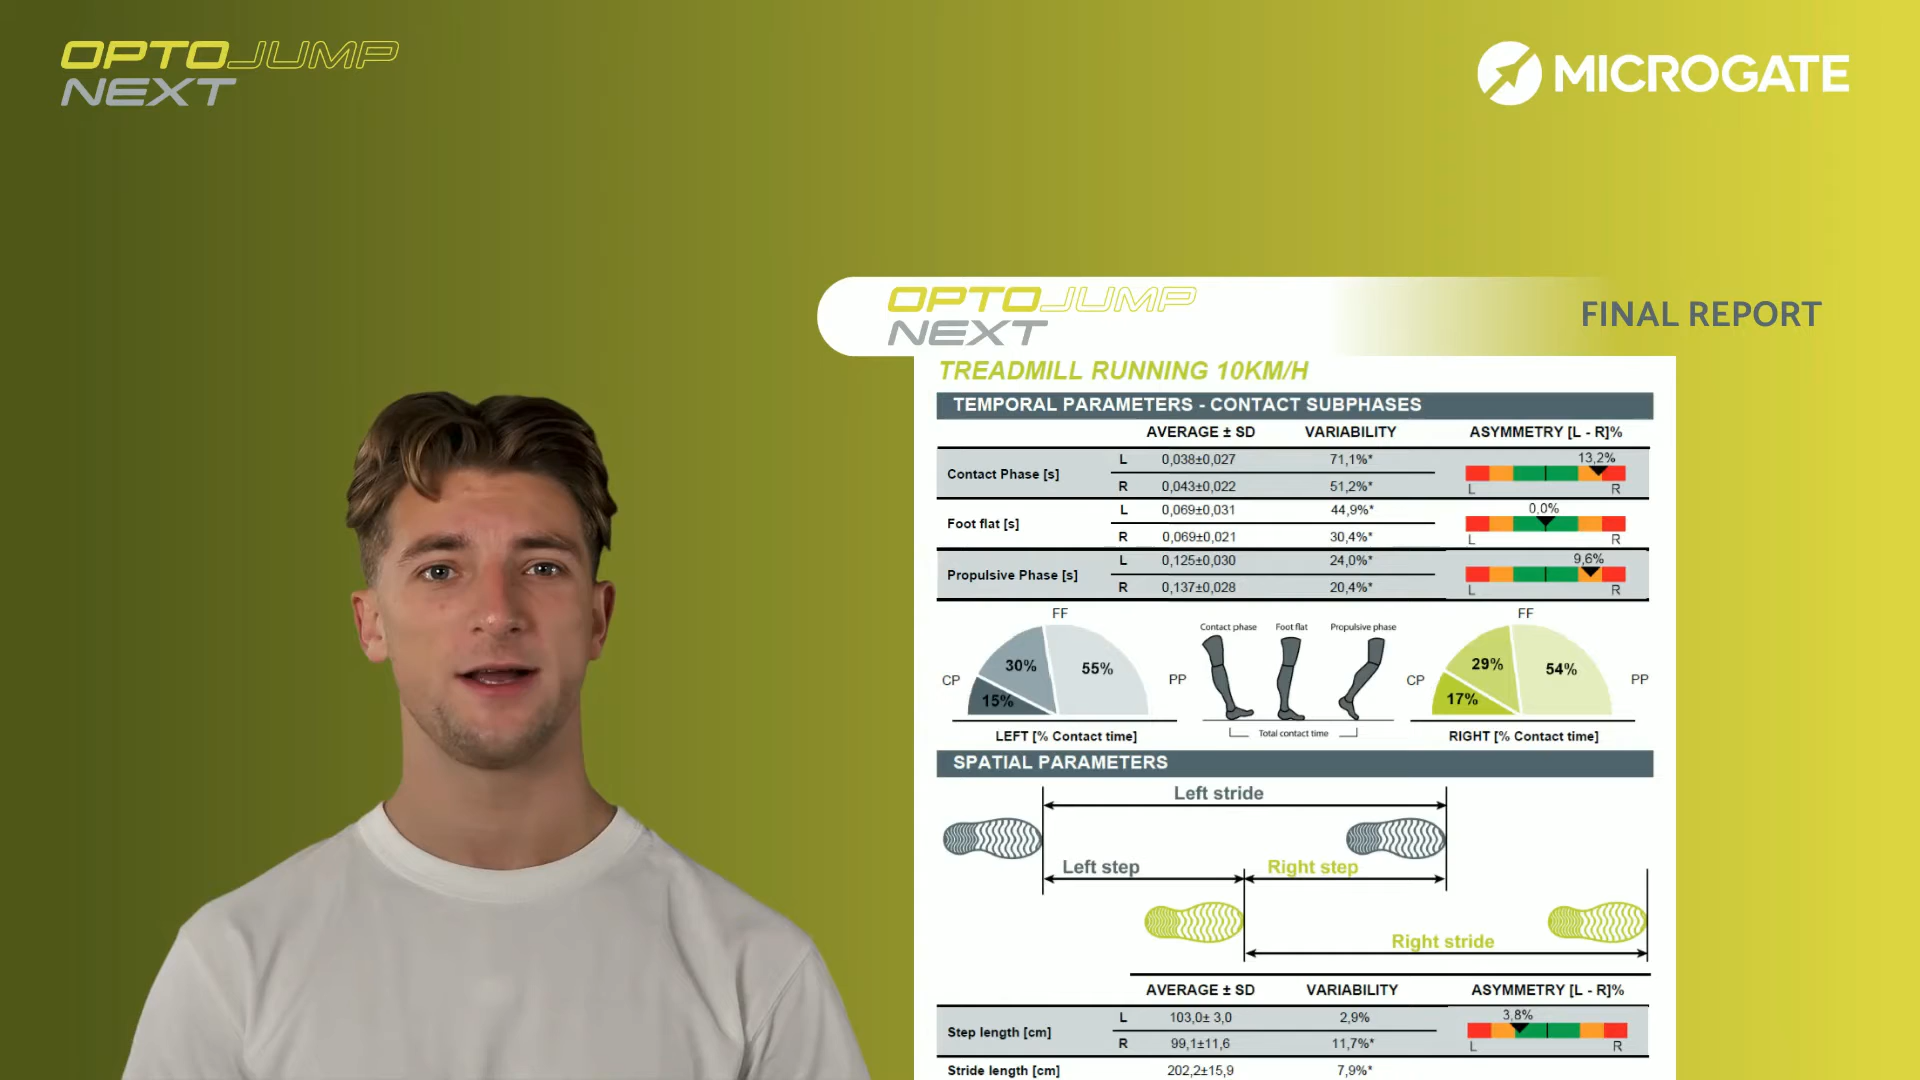 OPTOJUMP
NEXT
MICROGATE
OPTOJUMP
NEXT
FINAL REPORT
TREADMILL RUNNING 10KM/H
TEMPORAL PARAMETERS - CONTACT SUBPHASES
AVERAGE ± SD VARIABILITY ASYMMETRY [L - R]%
Contact Phase [s]
L 0,038±0,027 71,1%*
R 0,043±0,022 51,2%*
13,2%
L R
Foot flat [s]
L 0,069±0,031 44,9%*
R 0,069±0,021 30,4%*
0,0%
L R
Propulsive Phase [s]
L 0,125±0,030 24,0%*
R 0,137±0,028 20,4%*
9,6%
L R
FF
CP 15% 30% 55% PP
LEFT [% Contact time]
Contact phase Foot flat Propulsive phase
Total contact time
FF
CP 17% 29% 54% PP
RIGHT [% Contact time]
SPATIAL PARAMETERS
Left stride
Left step
Right step
Right stride
AVERAGE ± SD VARIABILITY ASYMMETRY [L - R]%
Step length [cm]
L 103,0± 3,0 2,9%
R 99,1±11,6 11,7%*
3,8%
L R
Stride length [cm] 202,2±15,9 7,9%*